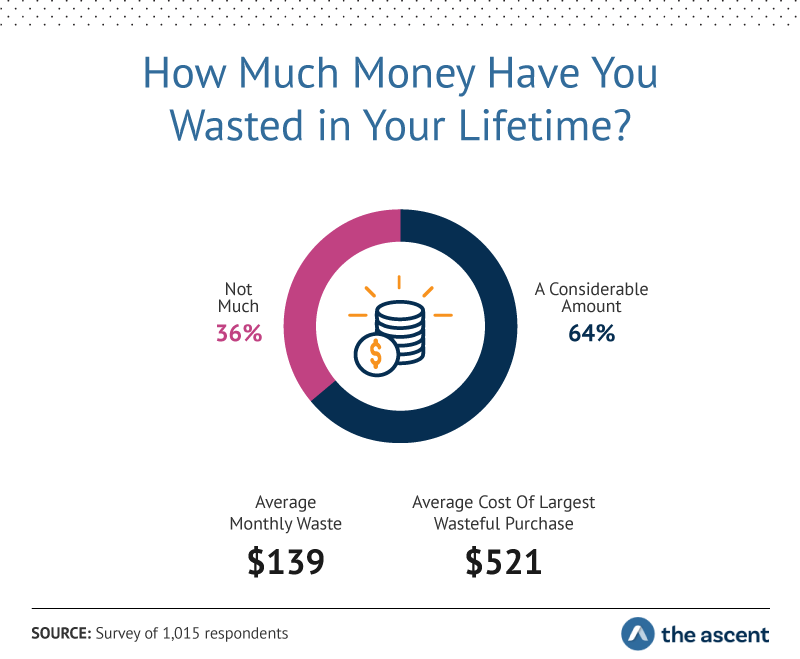 How Much Money Have You
Wasted in Your Lifetime?
Not
Much
36%
A Considerable
Amount
64%
$
Average
Monthly Waste
$139
Average Cost Of Largest
Wasteful Purchase
$521
SOURCE: Survey of 1,015 respondents
the ascent